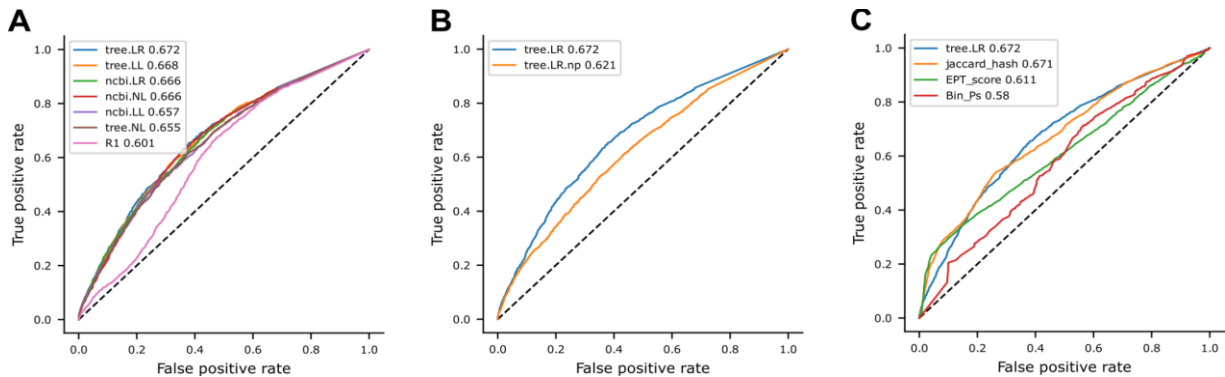 A
tree.LR 0.672
tree.LL 0.668
ncbi.LR 0.666
ncbi.NL 0.666
ncbi.LL 0.657
tree.NL 0.655
R1 0.601
True positive rate
1.0
0.8
0.6
0.4
0.2
0.0
0.0 0.2 0.4 0.6 0.8 1.0
False positive rate
B
tree.LR 0.672
tree.LR.np 0.621
True positive rate
1.0
0.8
0.6
0.4
0.2
0.0
0.0 0.2 0.4 0.6 0.8 1.0
False positive rate
C
tree.LR 0.672
jaccard_hash 0.671
EPT_score 0.611
Bin_Ps 0.58
True positive rate
1.0
0.8
0.6
0.4
0.2
0.0
0.0 0.2 0.4 0.6 0.8 1.0
False positive rate